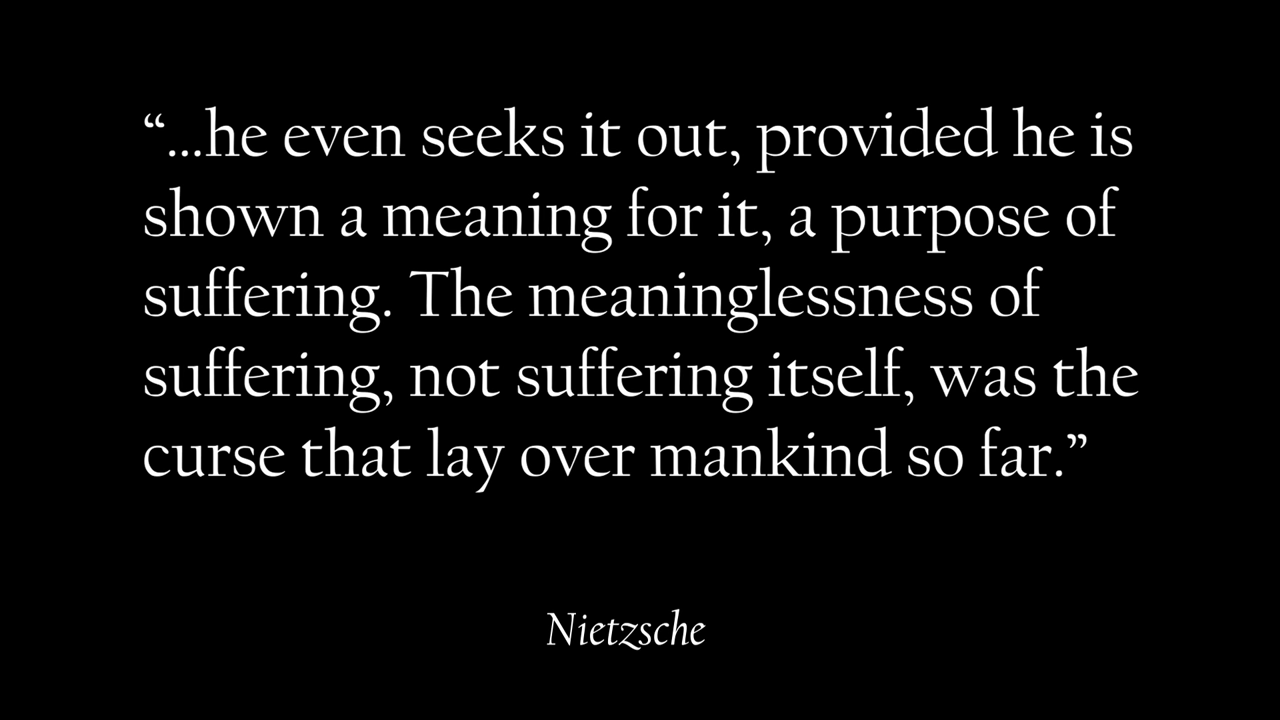 “...he even seeks it out, provided he is
shown a meaning for it, a purpose of
suffering. The meaninglessness of
suffering, not suffering itself, was the
curse that lay over mankind so far.”
Nietzsche